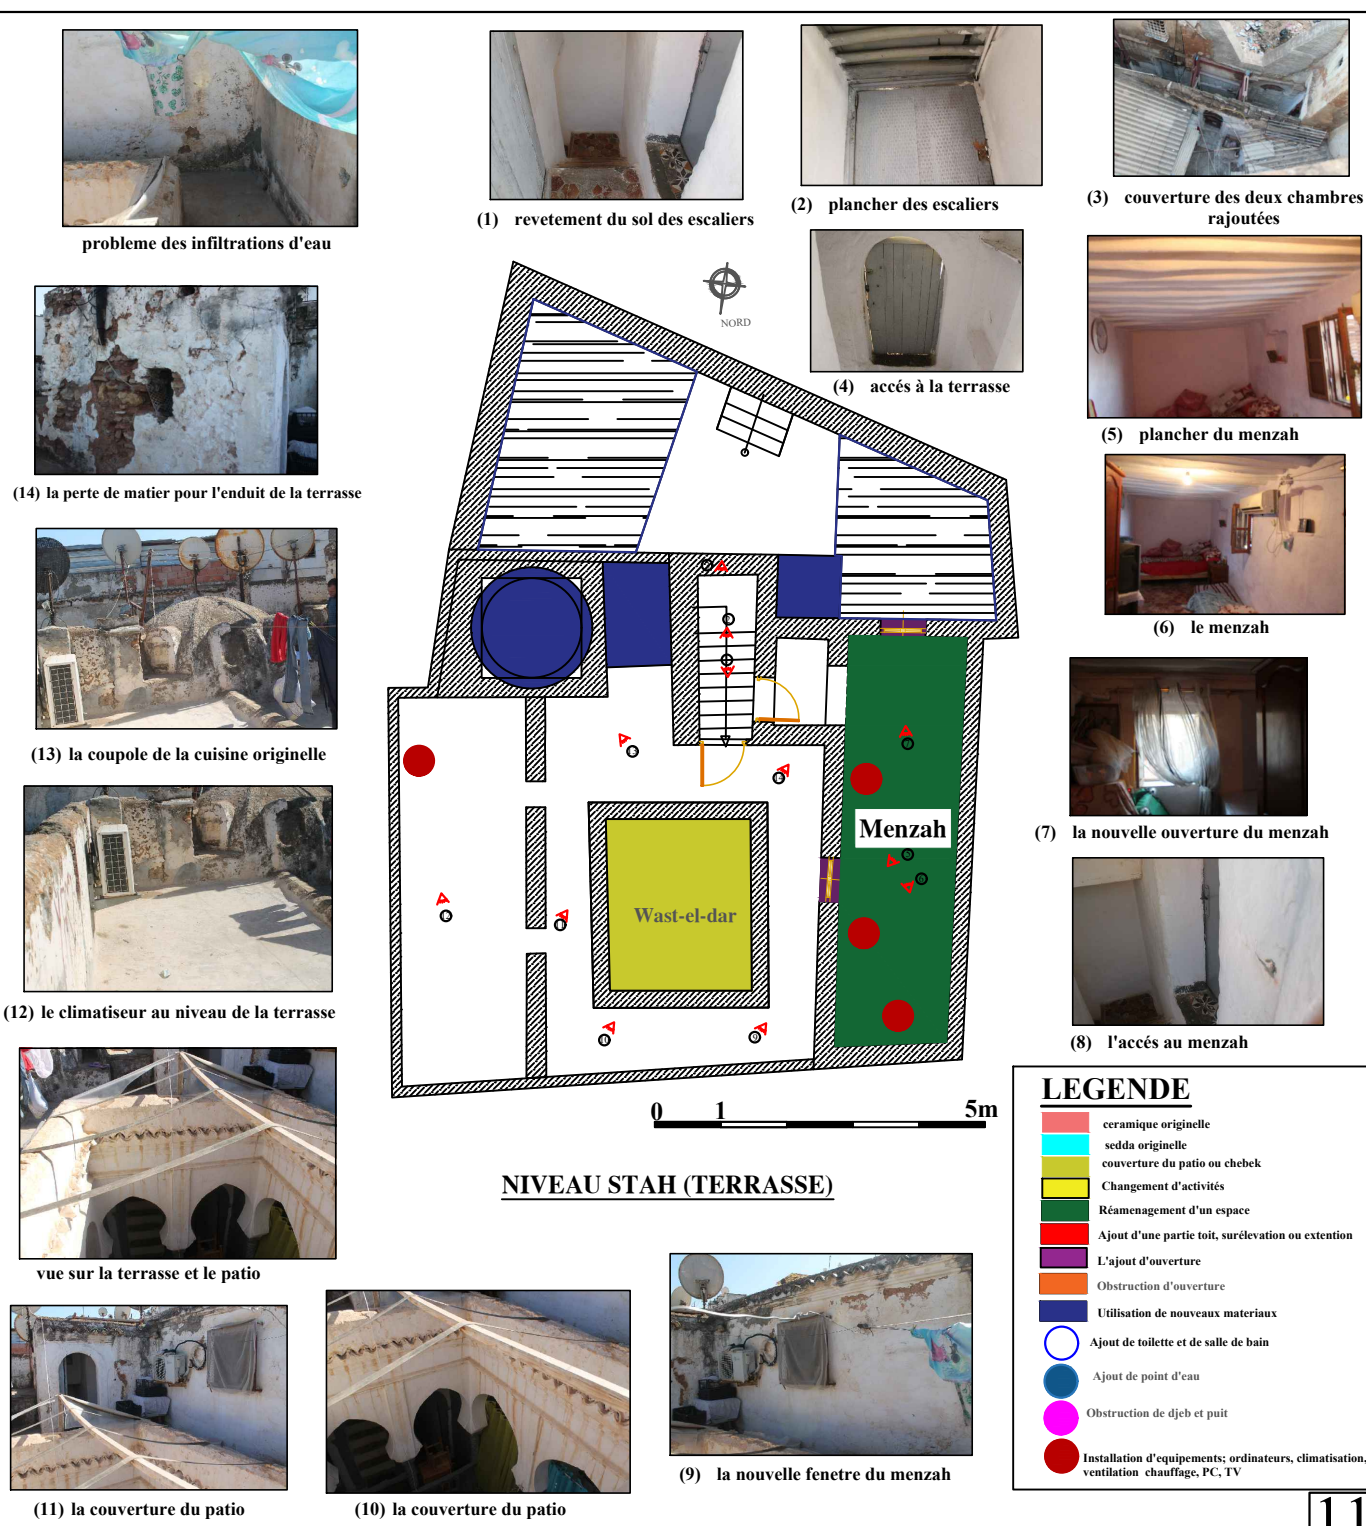 probleme des infiltrations d'eau
(1) revetement du sol des escaliers
(2) plancher des escaliers
(3) couverture des deux chambres
rajoutées
(4) accés à la terrasse
(5) plancher du menzah
(6) le menzah
(7) la nouvelle ouverture du menzah
(8) l'accés au menzah
(14) la perte de matier pour l'enduit de la terrasse
(13) la coupole de la cuisine originelle
(12) le climatiseur au niveau de la terrasse
vue sur la terrasse et le patio
(11) la couverture du patio
(10) la couverture du patio
(9) la nouvelle fenetre du menzah
NORD
Menzah
Wast-el-dar
0 1 5m
NIVEAU STAH (TERRASSE)
LEGENDE
ceramique originelle
sedda originelle
couverture du patio ou chebek
Changement d'activités
Réamenagement d'un espace
Ajout d'une partie toit, surélevation ou extention
L'ajout d'ouverture
Obstruction d'ouverture
Utilisation de nouveaux materiaux
Ajout de toilette et de salle de bain
Ajout de point d'eau
Obstruction de djeb et puit
Installation d'equipements; ordinateurs, climatisation,
ventilation chauffage, PC, TV
11